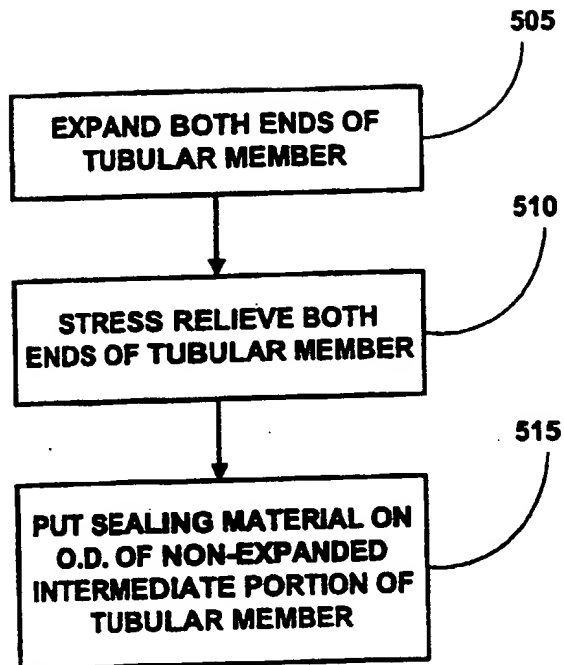 505
EXPAND BOTH ENDS OF
TUBULAR MEMBER
510
STRESS RELIEVE BOTH
ENDS OF TUBULAR MEMBER
515
PUT SEALING MATERIAL ON
O.D. OF NON-EXPANDED
INTERMEDIATE PORTION OF
TUBULAR MEMBER